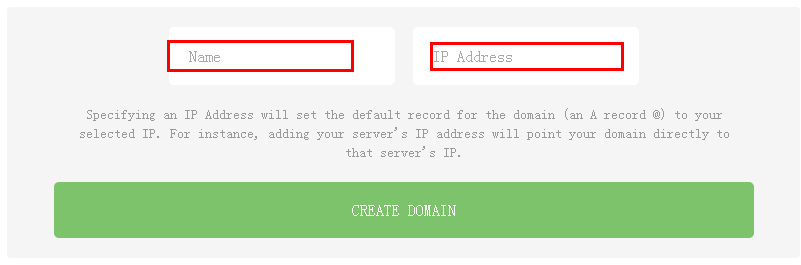 Name
IP Address
Specifying an IP Address will set the default record for the domain (an A record @) to your
selected IP. For instance, adding your server's IP address will point your domain directly to
that server's IP.
CREATE DOMAIN